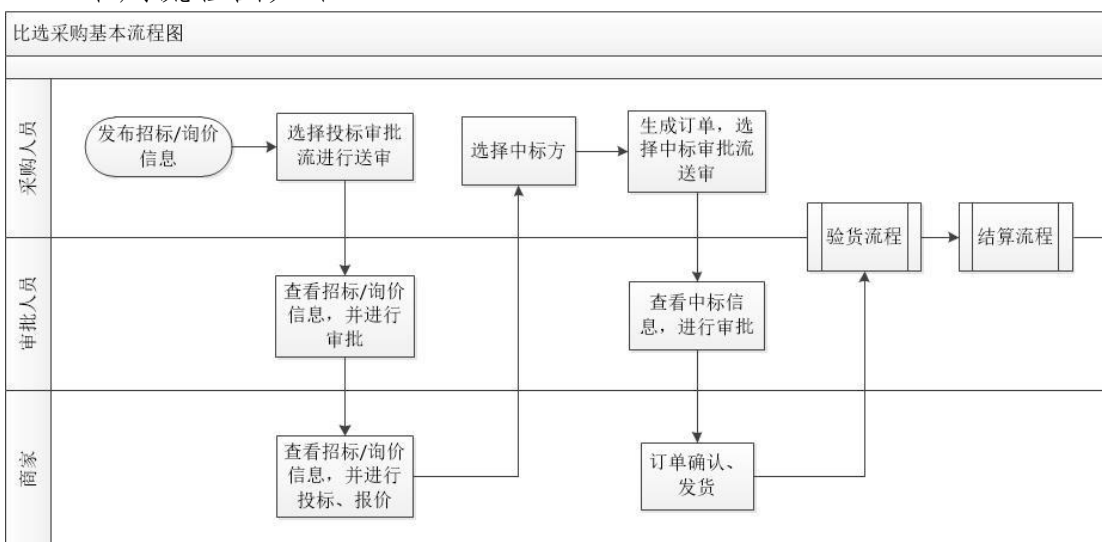 比选采购基本流程图
采购人员
发布招标/询价
信息
选择投标审批
流进行送审
选择中标方
生成订单，选
择中标审批流
送审
验货流程
结算流程
审批人员
查看招标/询价
信息，并进行
审批
查看中标信
息，进行审批
商家
查看招标/询价
信息，并进行
投标、报价
订单确认、
发货